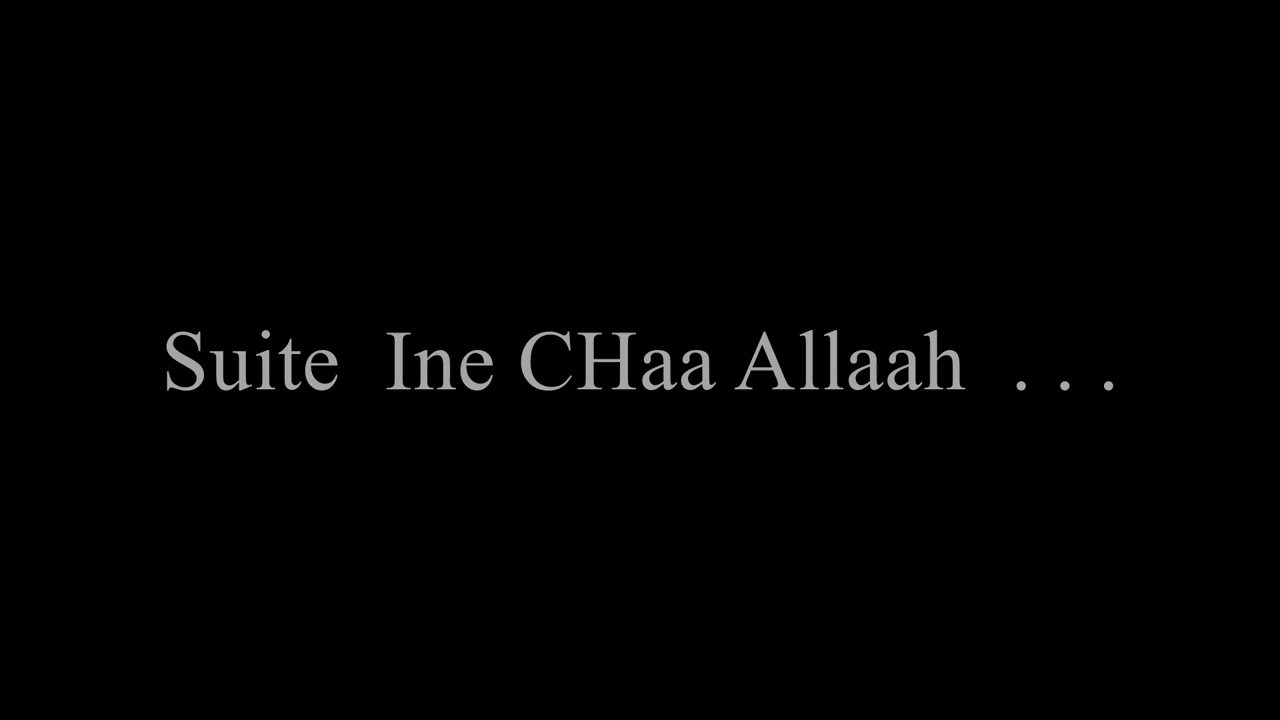 Suite  Ine CHaa Allaah  . . .